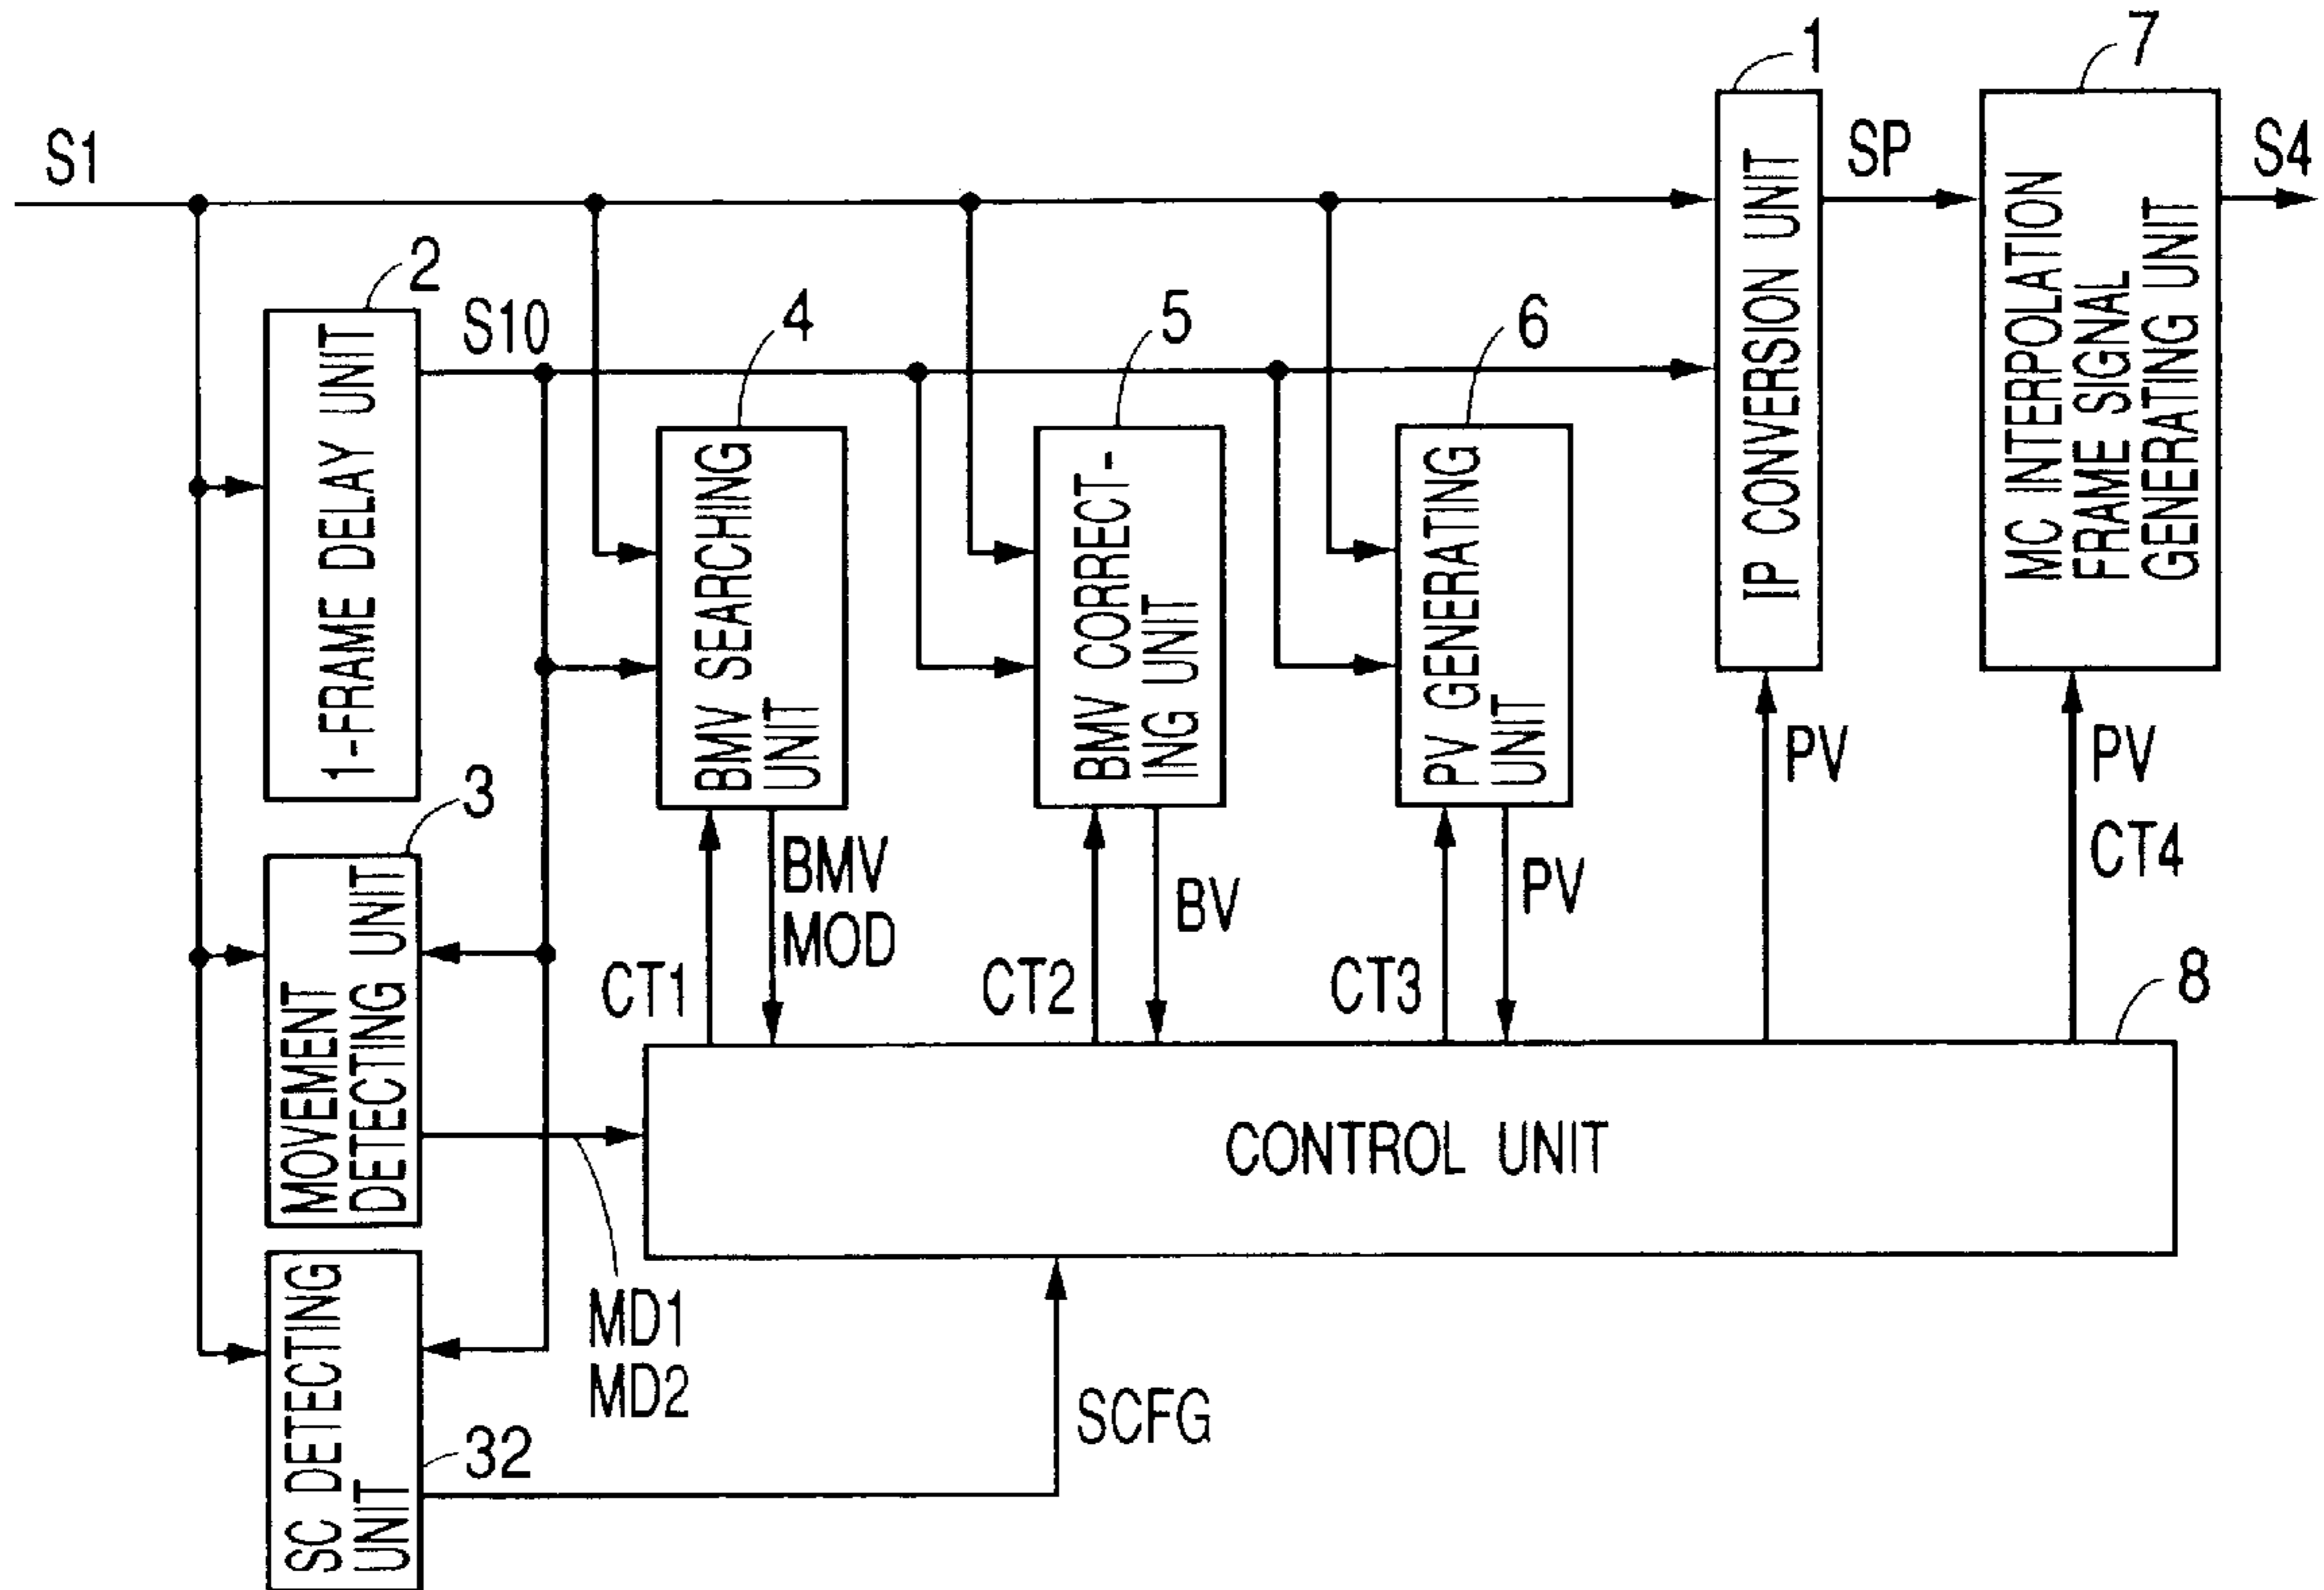 S1
2
1-FRAME DELAY UNIT
S10
4
BMV SEARCHING
UNIT
5
BMV CORRECT-
ING UNIT
6
PV GENERATING
UNIT
1
IP CONVERSION UNIT
SP
7
MC INTERPOLATION
FRAME SIGNAL
GENERATING UNIT
S4
3
MOVEMENT
DETECTING UNIT
CT1
BMV
MOD
CT2
BV
CT3
PV
PV
PV
CT4
8
CONTROL UNIT
MD1
MD2
SC DETECTING
UNIT
32
SCFG